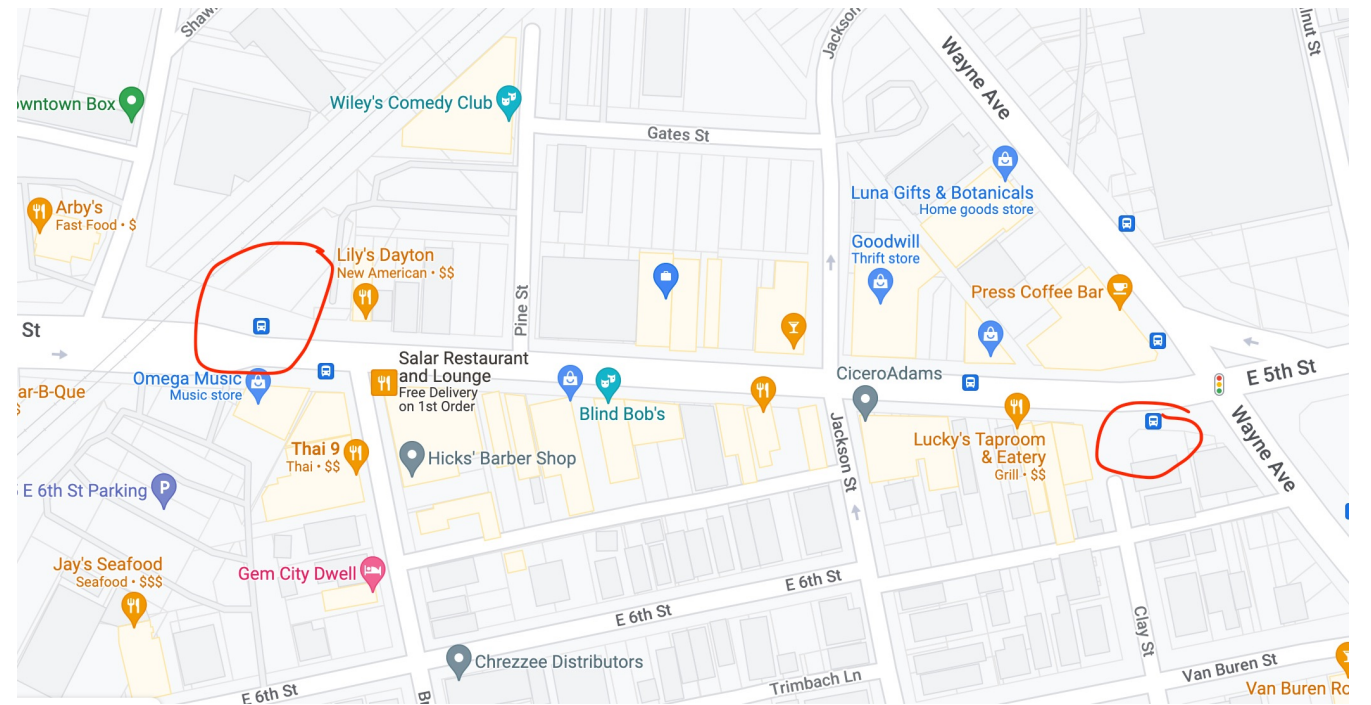 Shaw
Jackson
Wayne Ave
lnut St
owntown Box
Wiley's Comedy Club
Gates St
Luna Gifts & Botanicals
Home goods store
Arby's
Fast Food • $
Lily's Dayton
New American • $$
Goodwill
Thrift store
Press Coffee Bar
Pine St
St
Salar Restaurant
and Lounge
Free Delivery
on 1st Order
Omega Music
Music store
ar-B-Que
$
Blind Bob's
CiceroAdams
E 5th St
Wayne Ave
Lucky's Taproom
& Eatery
Grill • $$
Jackson St
Thai 9
Thai • $$
Hicks' Barber Shop
E 6th St Parking
P
Jay's Seafood
Seafood • $$$
Gem City Dwell
E 6th St
E 6th St
Clay St
Chrezzee Distributors
Trimbach Ln
Van Buren St
Van Buren Ro
E 6th St